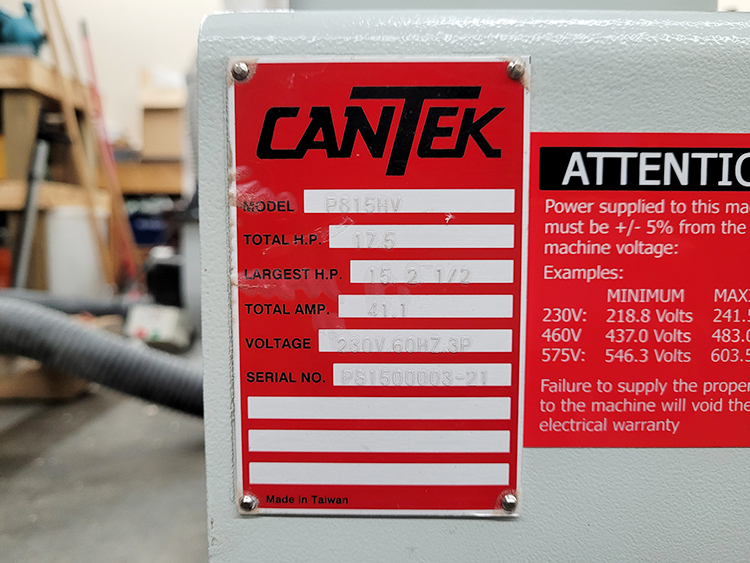 CANTEK
MODEL P815HV
TOTAL H.P. 17.5
LARGEST H.P. 15 2 1/2
TOTAL AMP. 41.1
VOLTAGE 230V 60HZ 3P
SERIAL NO. P81500003-21
Made in Taiwan
ATTENTIO
Power supplied to this ma
must be +/- 5% from the
machine voltage:
Examples:
MINIMUM MAX
230V: 218.8 Volts 241.5
460V 437.0 Volts 483.0
575V: 546.3 Volts 603.5
Failure to supply the proper
to the machine will void the
electrical warranty